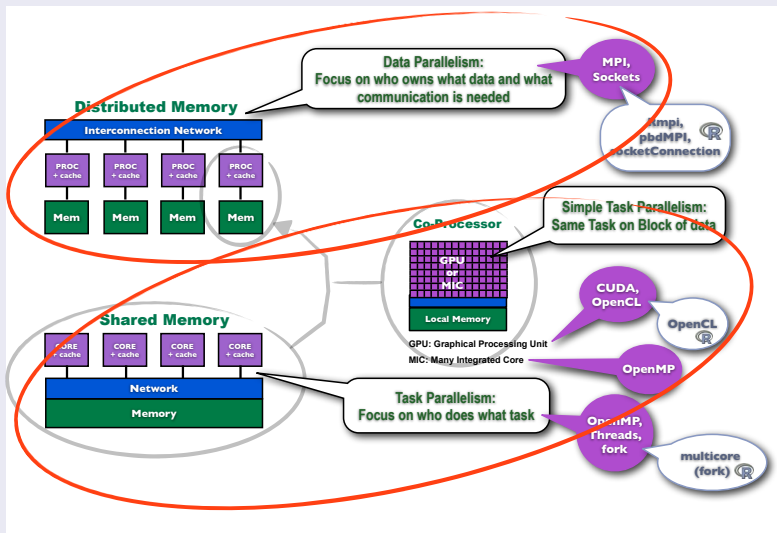 Data Parallelism:
Focus on who owns what data and what
communication is needed
MPI,
Sockets
Rmpi,
pbdMPI,
socketConnection
R
Distributed Memory
Interconnection Network
PROC
+ cache
PROC
+ cache
PROC
+ cache
PROC
+ cache
Mem
Mem
Mem
Mem
Simple Task Parallelism:
Same Task on Block of data
Co-Processor
GPU
or
MIC
Local Memory
GPU: Graphical Processing Unit
MIC: Many Integrated Core
CUDA,
OpenCL
OpenCL
R
OpenMP
Shared Memory
CORE
+ cache
CORE
+ cache
CORE
+ cache
CORE
+ cache
Network
Memory
Task Parallelism:
Focus on who does what task
OpenMP,
Threads,
fork
multicore
(fork) R